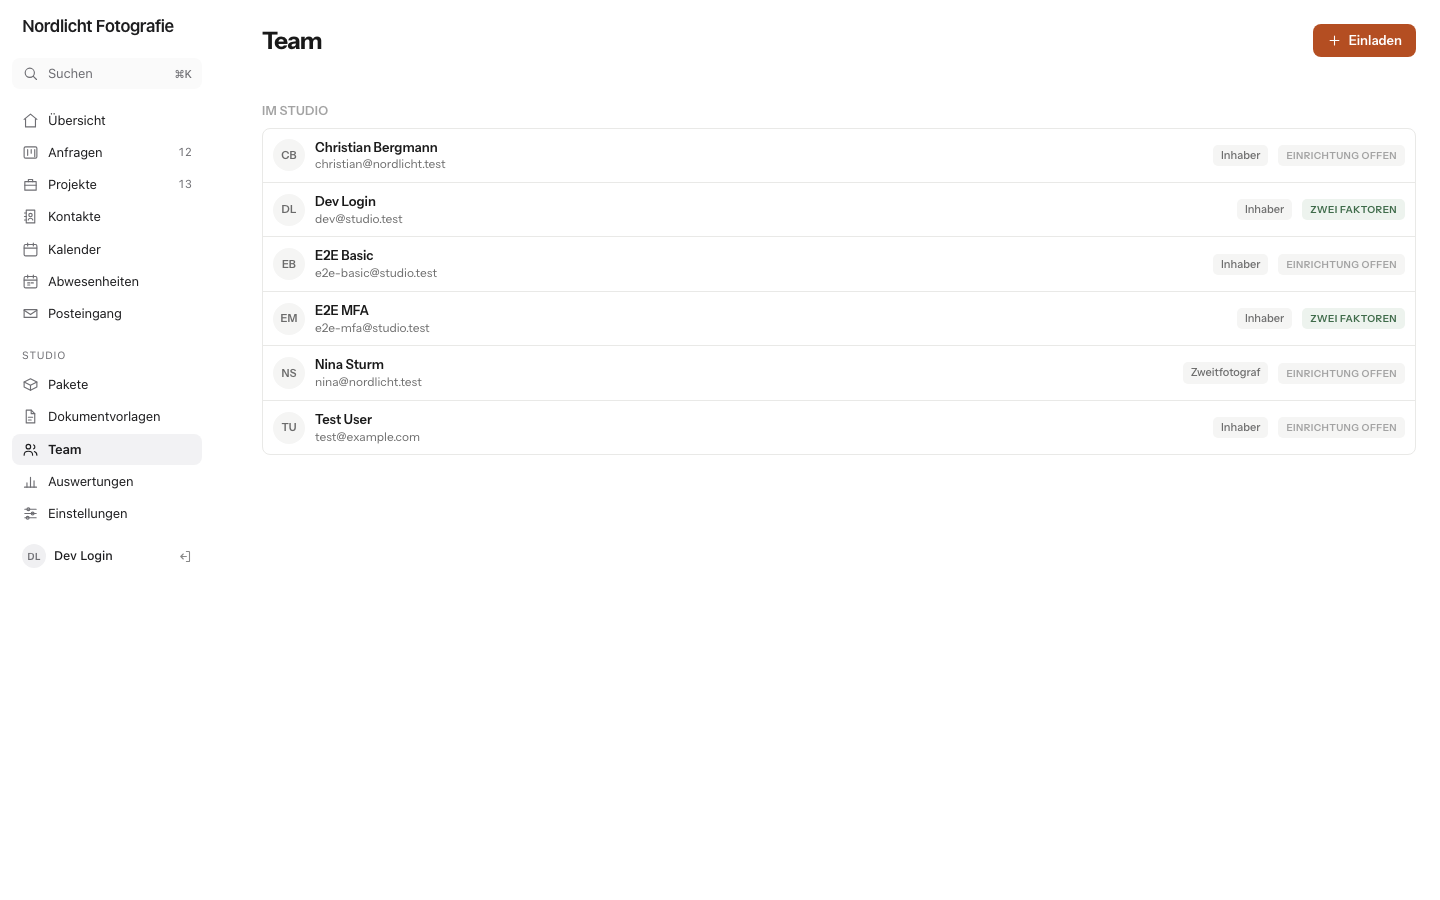 Nordlicht Fotografie
Suchen ⌘K
Übersicht
Anfragen 12
Projekte 13
Kontakte
Kalender
Abwesenheiten
Posteingang
STUDIO
Pakete
Dokumentvorlagen
Team
Auswertungen
Einstellungen
DL Dev Login
Team
+ Einladen
IM STUDIO
CB Christian Bergmann Inhaber EINRICHTUNG OFFEN
christian@nordlicht.test
DL Dev Login Inhaber ZWEI FAKTOREN
dev@studio.test
EB E2E Basic Inhaber EINRICHTUNG OFFEN
e2e-basic@studio.test
EM E2E MFA Inhaber ZWEI FAKTOREN
e2e-mfa@studio.test
NS Nina Sturm Zweitfotograf EINRICHTUNG OFFEN
nina@nordlicht.test
TU Test User Inhaber EINRICHTUNG OFFEN
test@example.com